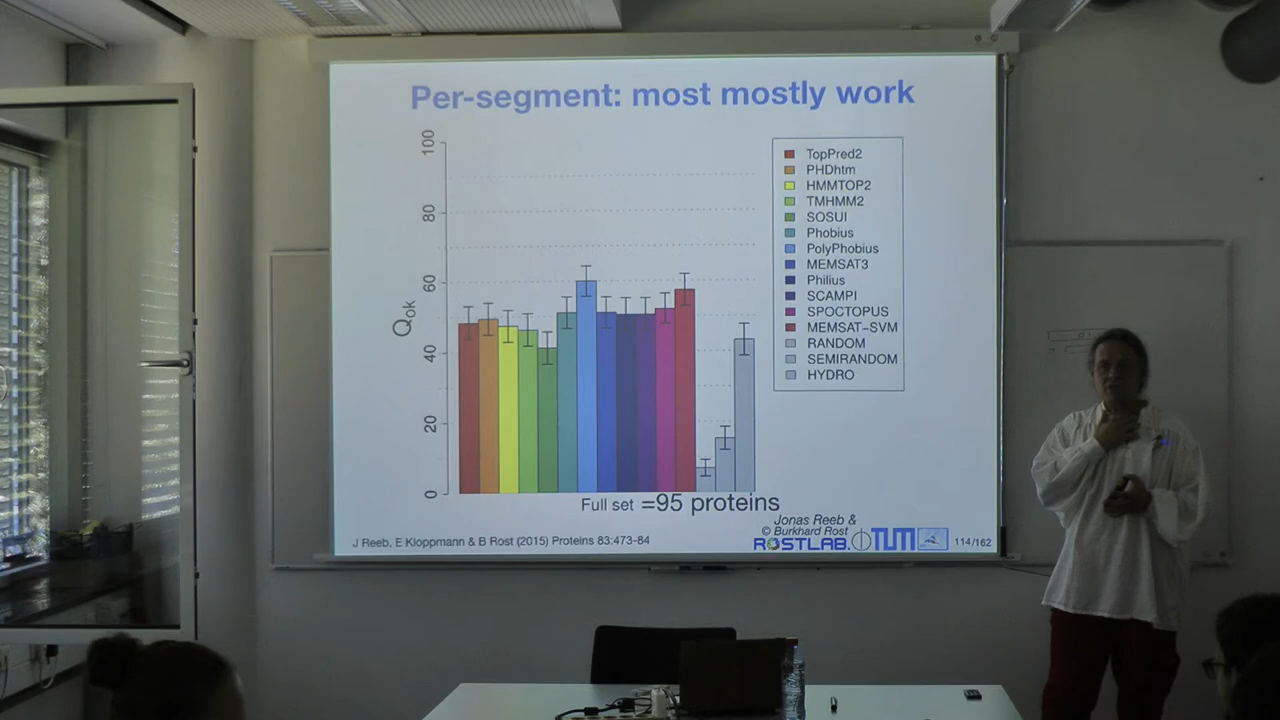 Per-segment: most mostly work
100
80
60
40
20
0
Qok
TopPred2
PHDhtm
HMMTOP2
TMHMM2
SOSUI
Phobius
PolyPhobius
MEMSAT3
Philius
SCAMPI
SPOCTOPUS
MEMSAT-SVM
RANDOM
SEMIRANDOM
HYDRO
Full set =95 proteins
Jonas Reeb &
© Burkhard Rost
J Reeb, E Kloppmann & B Rost (2015) Proteins 83:473-84
ROSTLAB. TUM
114/162